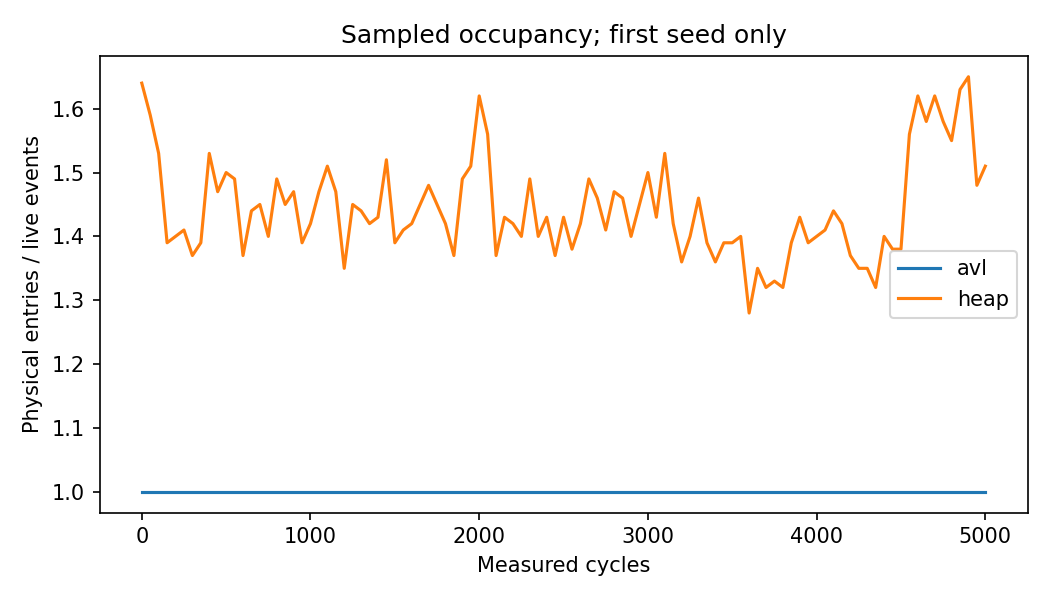 Sampled occupancy; first seed only
Physical entries / live events
1.6
1.5
1.4
1.3
1.2
1.1
1.0
avl
heap
0 1000 2000 3000 4000 5000
Measured cycles